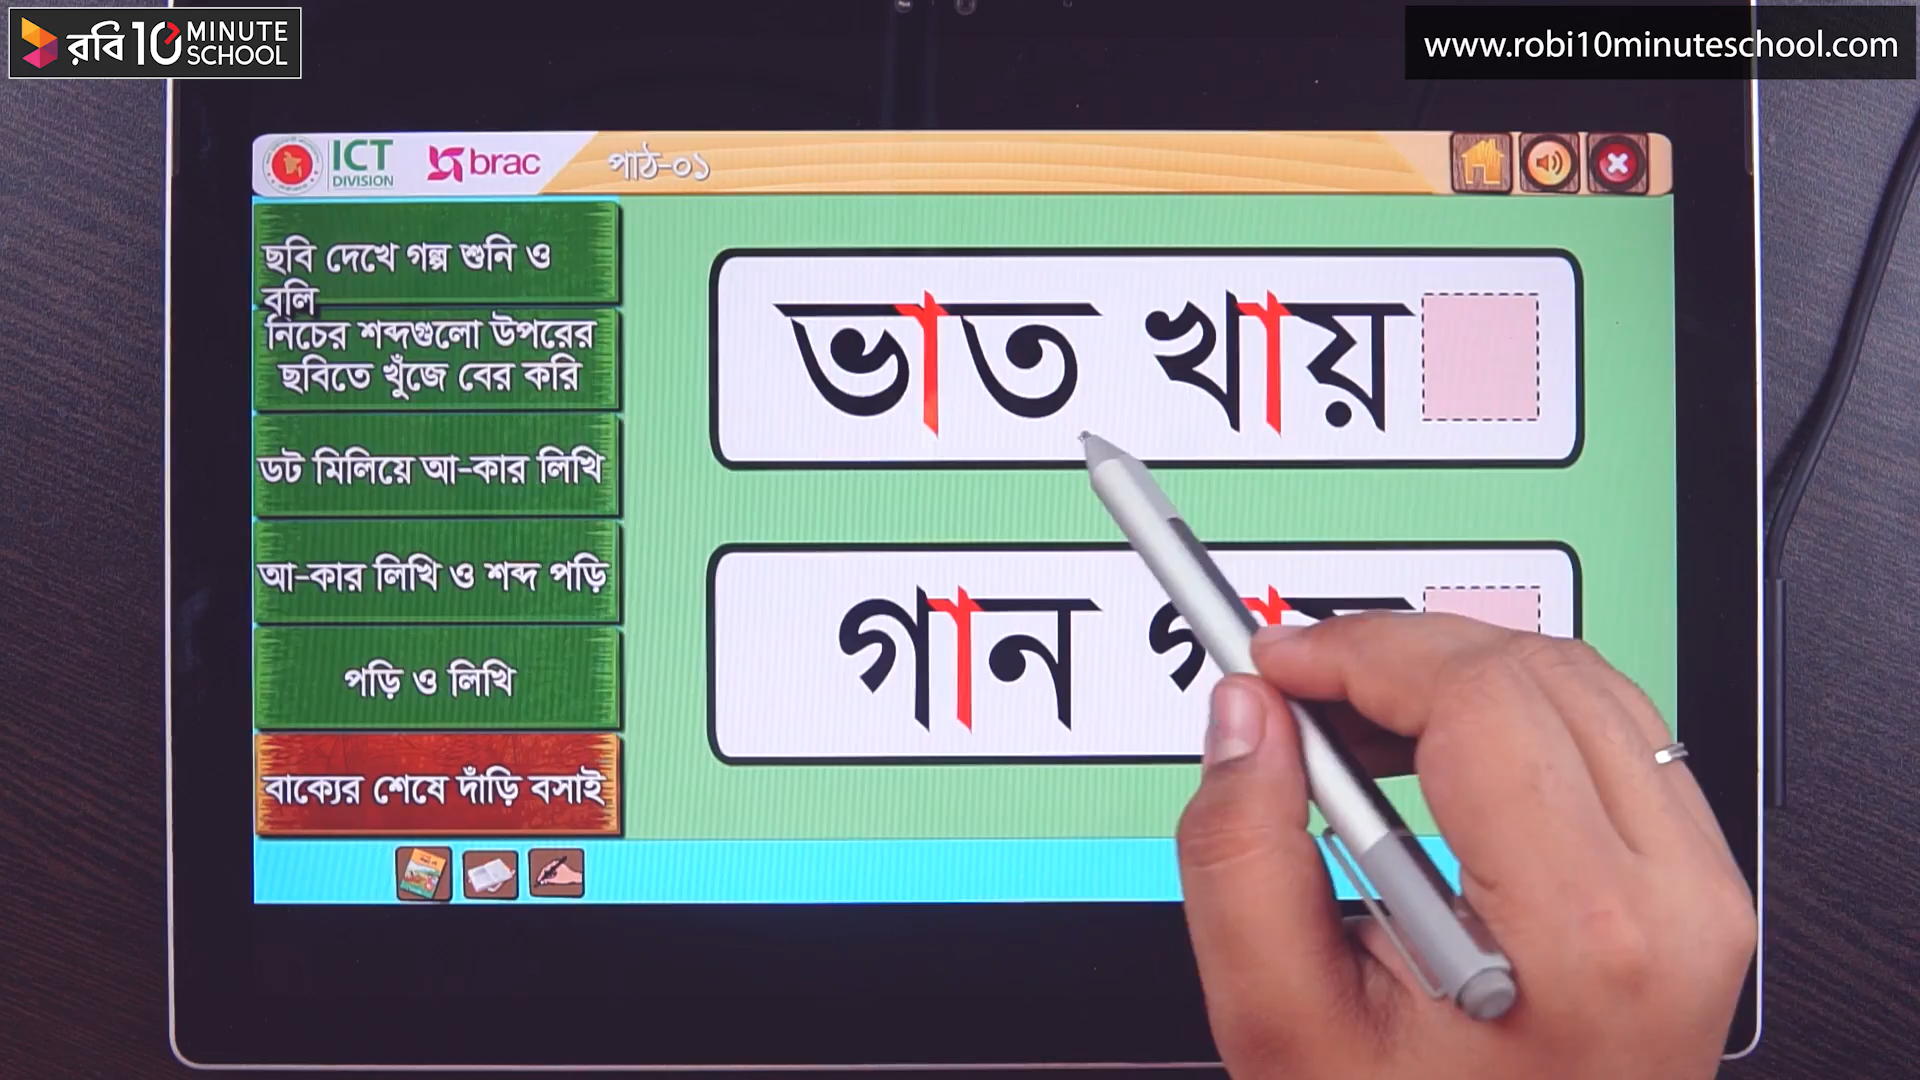 রবি 10 MINUTE SCHOOL
www.robi10minuteschool.com
ICT DIVISION
brac
পাঠ-০১
ছবি দেখে গল্প শুনি ও
বলি
নিচের শব্দগুলো উপরের
ছবিতে খুঁজে বের করি
ডট মিলিয়ে আ-কার লিখি
আ-কার লিখি ও শব্দ পড়ি
পড়ি ও লিখি
বাক্যের শেষে দাঁড়ি বসাই
ভাত খায়
গান